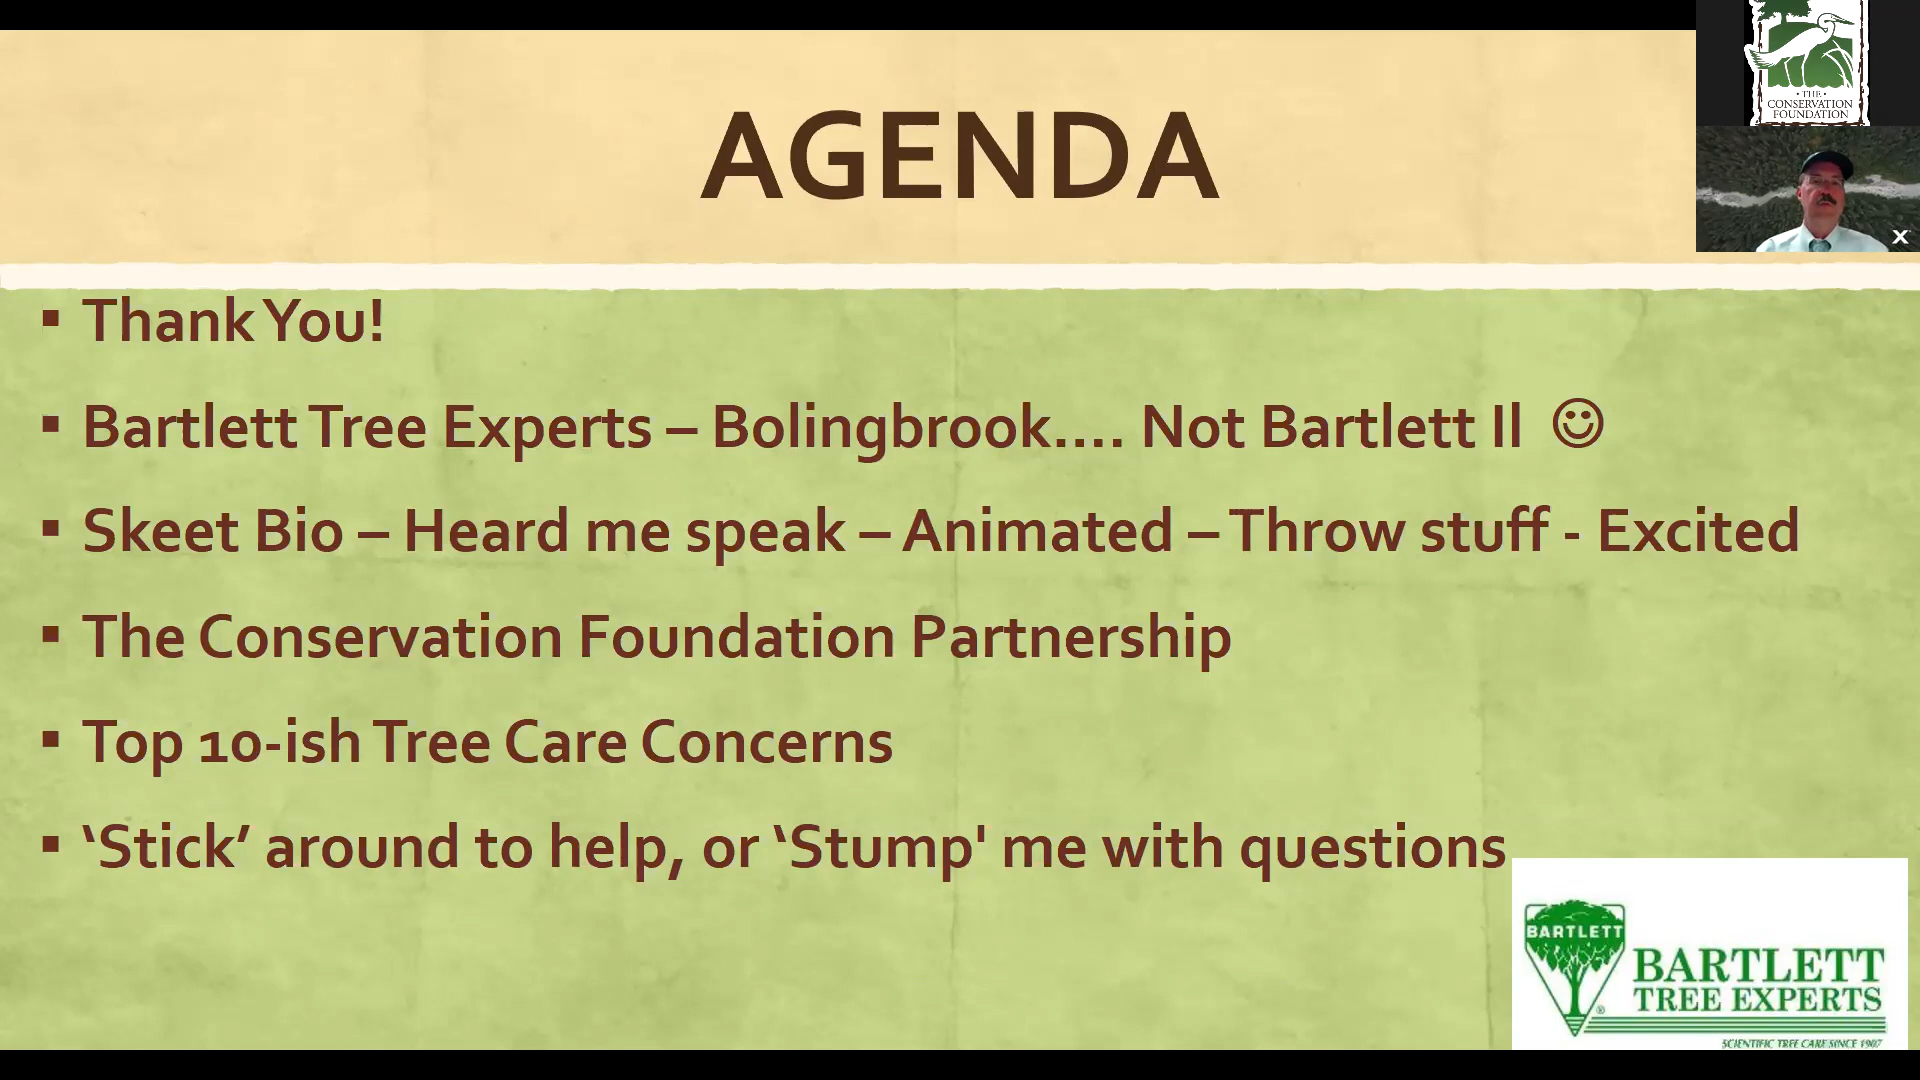 AGENDA
• THE •
CONSERVATION
FOUNDATION
X
▪ Thank You!
▪ Bartlett Tree Experts – Bolingbrook.... Not Bartlett Il ☺
▪ Skeet Bio – Heard me speak – Animated – Throw stuff - Excited
▪ The Conservation Foundation Partnership
▪ Top 10-ish Tree Care Concerns
▪ ‘Stick’ around to help, or ‘Stump' me with questions
BARTLETT
BARTLETT
TREE EXPERTS
®
SCIENTIFIC TREE CARE SINCE 1907